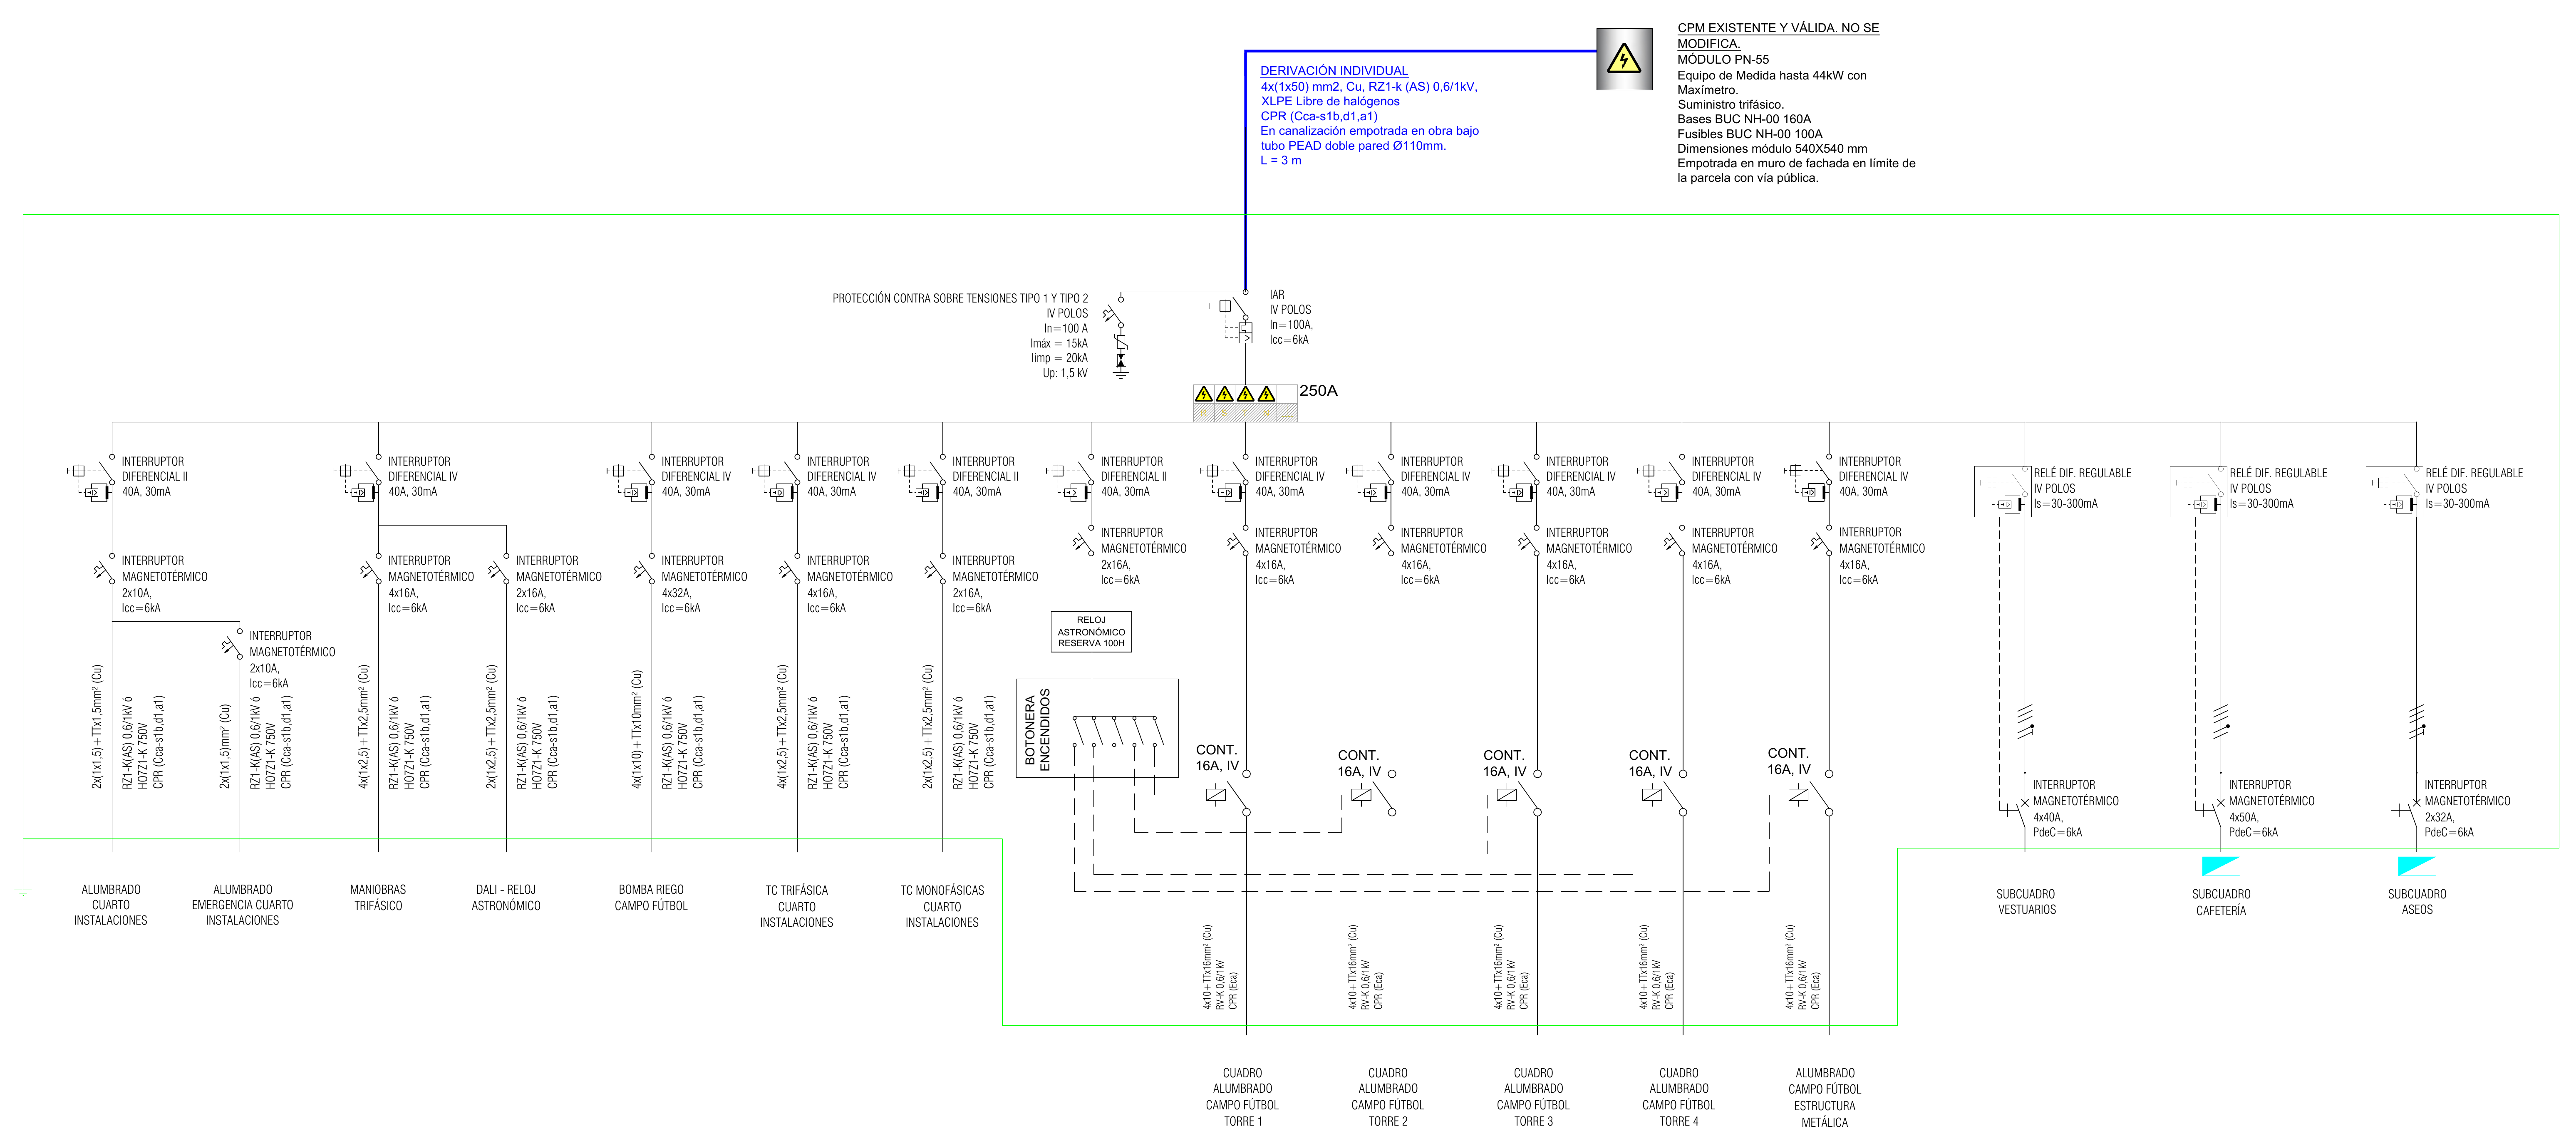 CPM EXISTENTE Y VÁLIDA. NO SE
MODIFICA.
MÓDULO PN-55
Equipo de Medida hasta 44kW con
Maxímetro.
Suministro trifásico.
Bases BUC NH-00 160A
Fusibles BUC NH-00 100A
Dimensiones módulo 540X540 mm
Empotrada en muro de fachada en límite de
la parcela con vía pública.
DERIVACIÓN INDIVIDUAL
4x(1x50) mm2, Cu, RZ1-k (AS) 0,6/1kV,
XLPE Libre de halógenos
CPR (Cca-s1b,d1,a1)
En canalización empotrada en obra bajo
tubo PEAD doble pared Ø110mm.
L = 3 m
PROTECCIÓN CONTRA SOBRE TENSIONES TIPO 1 Y TIPO 2
IV POLOS
In=100 A
Imáx = 15kA
Iimp = 20kA
Up: 1,5 kV
IAR
IV POLOS
In=100A,
Icc=6kA
250A
R S T N
INTERRUPTOR
DIFERENCIAL II
40A, 30mA
INTERRUPTOR
DIFERENCIAL IV
40A, 30mA
INTERRUPTOR
DIFERENCIAL IV
40A, 30mA
INTERRUPTOR
DIFERENCIAL IV
40A, 30mA
INTERRUPTOR
DIFERENCIAL II
40A, 30mA
INTERRUPTOR
DIFERENCIAL II
40A, 30mA
INTERRUPTOR
DIFERENCIAL IV
40A, 30mA
INTERRUPTOR
DIFERENCIAL IV
40A, 30mA
INTERRUPTOR
DIFERENCIAL IV
40A, 30mA
INTERRUPTOR
DIFERENCIAL IV
40A, 30mA
INTERRUPTOR
DIFERENCIAL IV
40A, 30mA
RELÉ DIF. REGULABLE
IV POLOS
Is=30-300mA
RELÉ DIF. REGULABLE
IV POLOS
Is=30-300mA
RELÉ DIF. REGULABLE
IV POLOS
Is=30-300mA
INTERRUPTOR
MAGNETOTÉRMICO
2x10A,
Icc=6kA
INTERRUPTOR
MAGNETOTÉRMICO
2x10A,
Icc=6kA
INTERRUPTOR
MAGNETOTÉRMICO
4x16A,
Icc=6kA
INTERRUPTOR
MAGNETOTÉRMICO
2x16A,
Icc=6kA
INTERRUPTOR
MAGNETOTÉRMICO
4x32A,
Icc=6kA
INTERRUPTOR
MAGNETOTÉRMICO
4x16A,
Icc=6kA
INTERRUPTOR
MAGNETOTÉRMICO
2x16A,
Icc=6kA
INTERRUPTOR
MAGNETOTÉRMICO
2x16A,
Icc=6kA
INTERRUPTOR
MAGNETOTÉRMICO
4x16A,
Icc=6kA
INTERRUPTOR
MAGNETOTÉRMICO
4x16A,
Icc=6kA
INTERRUPTOR
MAGNETOTÉRMICO
4x16A,
Icc=6kA
INTERRUPTOR
MAGNETOTÉRMICO
4x16A,
Icc=6kA
INTERRUPTOR
MAGNETOTÉRMICO
4x16A,
Icc=6kA
RELOJ
ASTRONÓMICO
RESERVA 100H
BOTONERA
ENCENDIDOS
2x(1x1,5)+TTx1,5mm² (Cu)
RZ1-K(AS) 0,6/1kV ó
H07Z1-K 750V
CPR (Cca-s1b,d1,a1)
2x(1x1,5)mm² (Cu)
RZ1-K(AS) 0,6/1kV ó
H07Z1-K 750V
CPR (Cca-s1b,d1,a1)
4x(1x2,5)+TTx2,5mm² (Cu)
RZ1-K(AS) 0,6/1kV ó
H07Z1-K 750V
CPR (Cca-s1b,d1,a1)
2x(1x2,5)+TTx2,5mm² (Cu)
RZ1-K(AS) 0,6/1kV ó
H07Z1-K 750V
CPR (Cca-s1b,d1,a1)
4x(1x10)+TTx10mm² (Cu)
RZ1-K(AS) 0,6/1kV ó
H07Z1-K 750V
CPR (Cca-s1b,d1,a1)
4x(1x2,5)+TTx2,5mm² (Cu)
RZ1-K(AS) 0,6/1kV ó
H07Z1-K 750V
CPR (Cca-s1b,d1,a1)
2x(1x2,5)+TTx2,5mm² (Cu)
RZ1-K(AS) 0,6/1kV ó
H07Z1-K 750V
CPR (Cca-s1b,d1,a1)
CONT.
16A, IV
CONT.
16A, IV
CONT.
16A, IV
CONT.
16A, IV
CONT.
16A, IV
INTERRUPTOR
MAGNETOTÉRMICO
4x40A,
PdeC=6kA
INTERRUPTOR
MAGNETOTÉRMICO
4x50A,
PdeC=6kA
INTERRUPTOR
MAGNETOTÉRMICO
2x32A,
PdeC=6kA
ALUMBRADO
CUARTO
INSTALACIONES
ALUMBRADO
EMERGENCIA CUARTO
INSTALACIONES
MANIOBRAS
TRIFÁSICO
DALI - RELOJ
ASTRONÓMICO
BOMBA RIEGO
CAMPO FÚTBOL
TC TRIFÁSICA
CUARTO
INSTALACIONES
TC MONOFÁSICAS
CUARTO
INSTALACIONES
SUBCUADRO
VESTUARIOS
SUBCUADRO
CAFETERÍA
SUBCUADRO
ASEOS
4x10+TTx16mm² (Cu)
RV-K 0,6/1kV
CPR (Eca)
4x10+TTx16mm² (Cu)
RV-K 0,6/1kV
CPR (Eca)
4x10+TTx16mm² (Cu)
RV-K 0,6/1kV
CPR (Eca)
4x10+TTx16mm² (Cu)
RV-K 0,6/1kV
CPR (Eca)
4x10+TTx16mm² (Cu)
RV-K 0,6/1kV
CPR (Eca)
CUADRO
ALUMBRADO
CAMPO FÚTBOL
TORRE 1
CUADRO
ALUMBRADO
CAMPO FÚTBOL
TORRE 2
CUADRO
ALUMBRADO
CAMPO FÚTBOL
TORRE 3
CUADRO
ALUMBRADO
CAMPO FÚTBOL
TORRE 4
ALUMBRADO
CAMPO FÚTBOL
ESTRUCTURA
METÁLICA